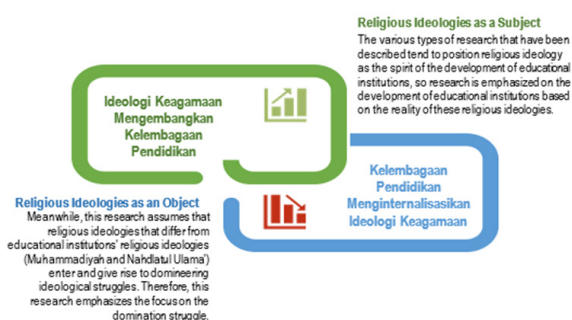 Religious Ideologies as a Subject
The various types of research that have been
described tend to position religious ideology
as the spirit of the development of educational
institutions, so research is emphasized on the
development of educational institutions based
on the reality of these religious ideologies.
Ideologi Keagamaan
Mengembangkan
Kelembagaan
Pendidikan
Kelembagaan
Pendidikan
Menginternalisasikan
Ideologi Keagamaan
Religious Ideologies as an Object
Meanwhile, this research assumes that
religious ideologies that differ from
educational institutions' religious ideologies
(Muhammadiyah and Nahdlatul Ulama')
enter and give rise to domineering
ideological struggles. Therefore, this
research emphasizes the focus on the
domination struggle.